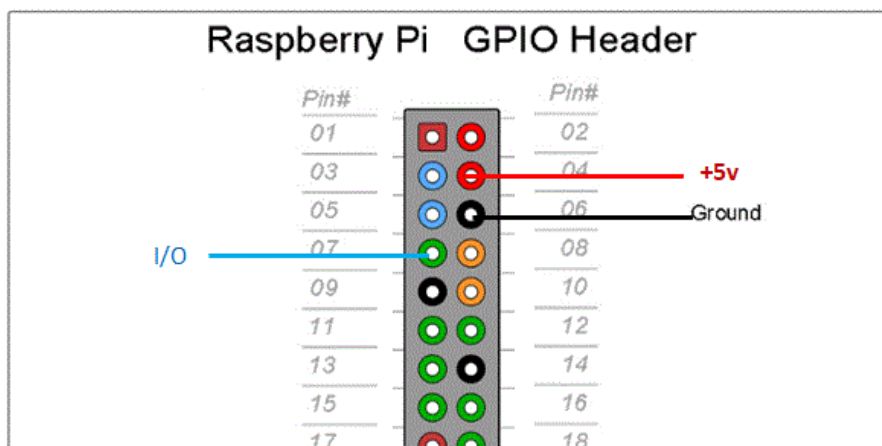 Raspberry Pi GPIO Header
Pin# Pin#
01 02
03 04 +5v
05 06 Ground
I/O 07 08
09 10
11 12
13 14
15 16
17 18